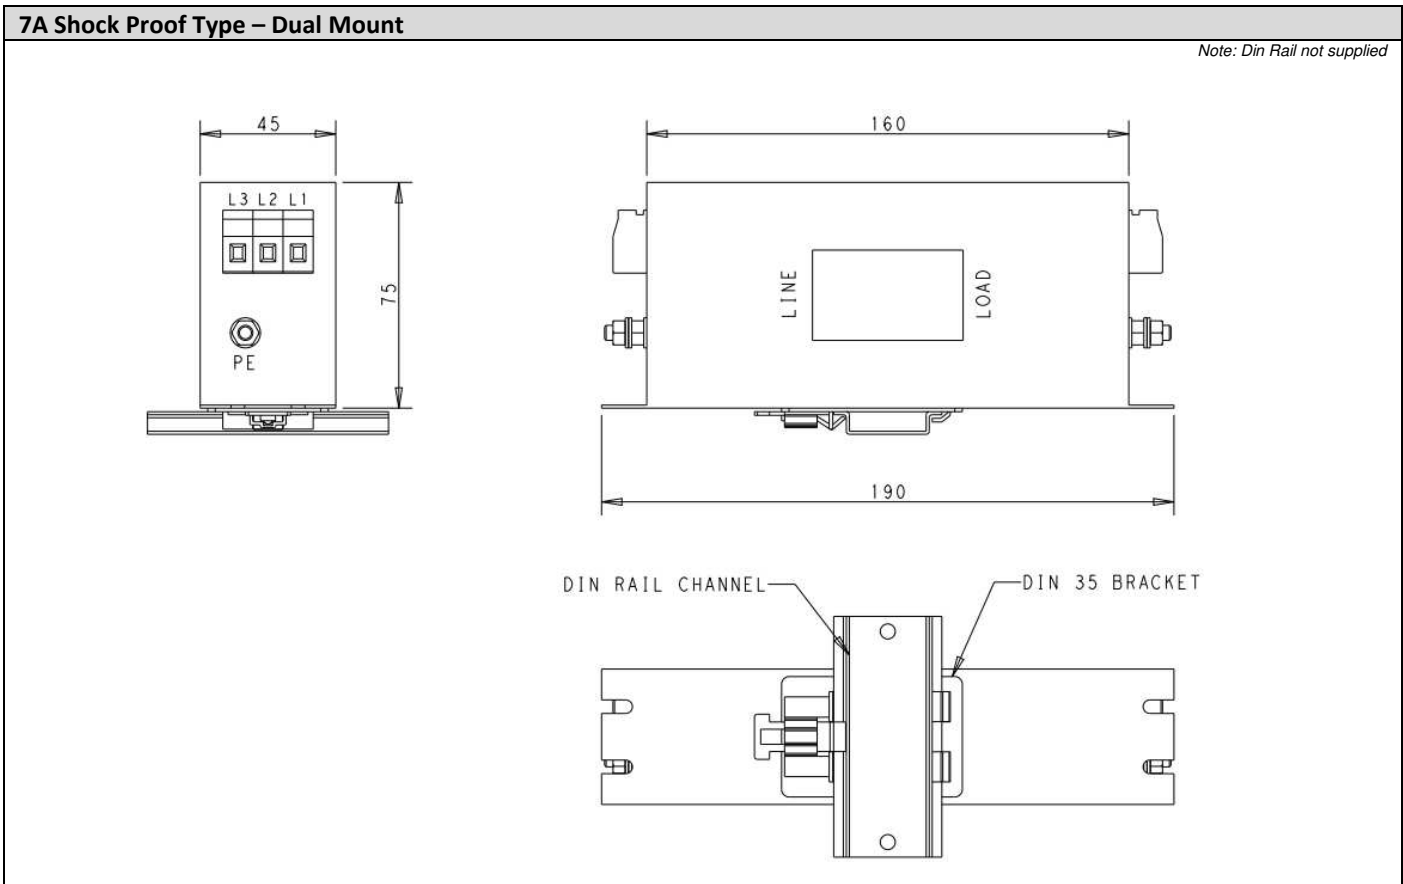 7A Shock Proof Type – Dual Mount
Note: Din Rail not supplied
45
160
L3 L2 L1
75
PE
LINE
LOAD
190
DIN RAIL CHANNEL
DIN 35 BRACKET